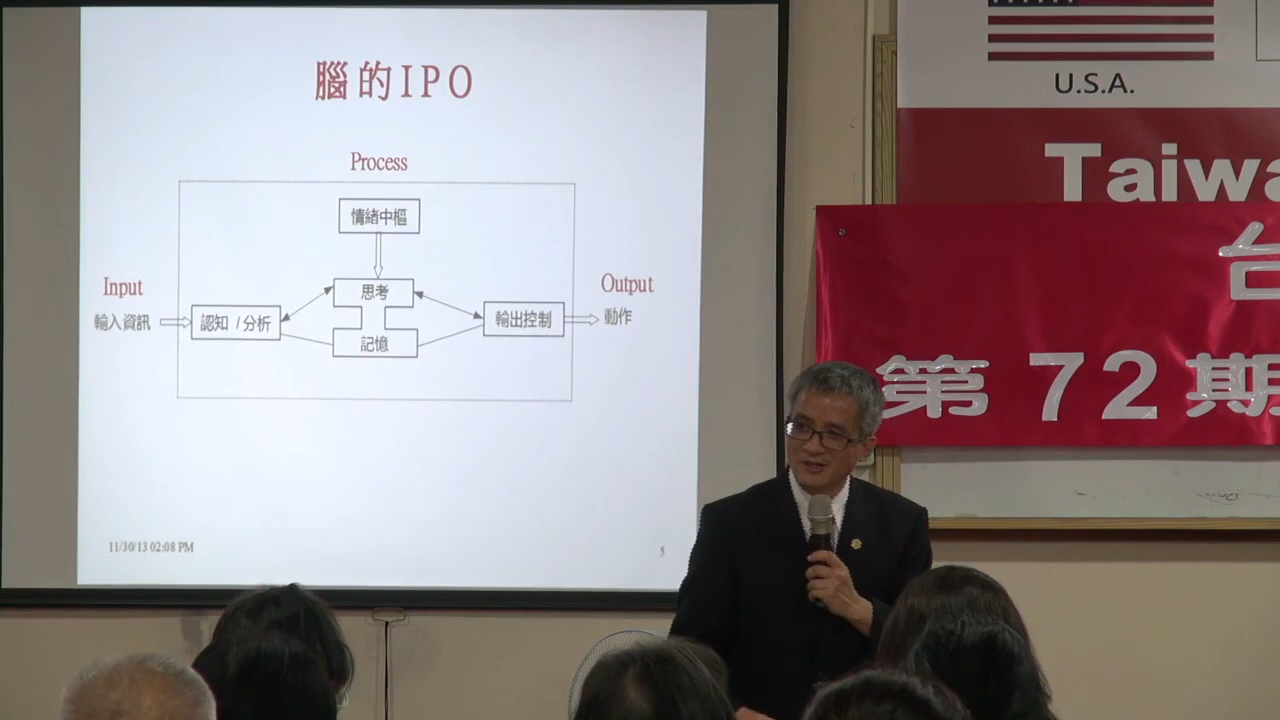 腦的IPO
Process
情緒中樞
Input
Output
思考
輸入資訊
認知 /分析
輸出控制
動作
記憶
11/30/13 02:08 PM
5
U.S.A.
Taiwa
台
第 72 期